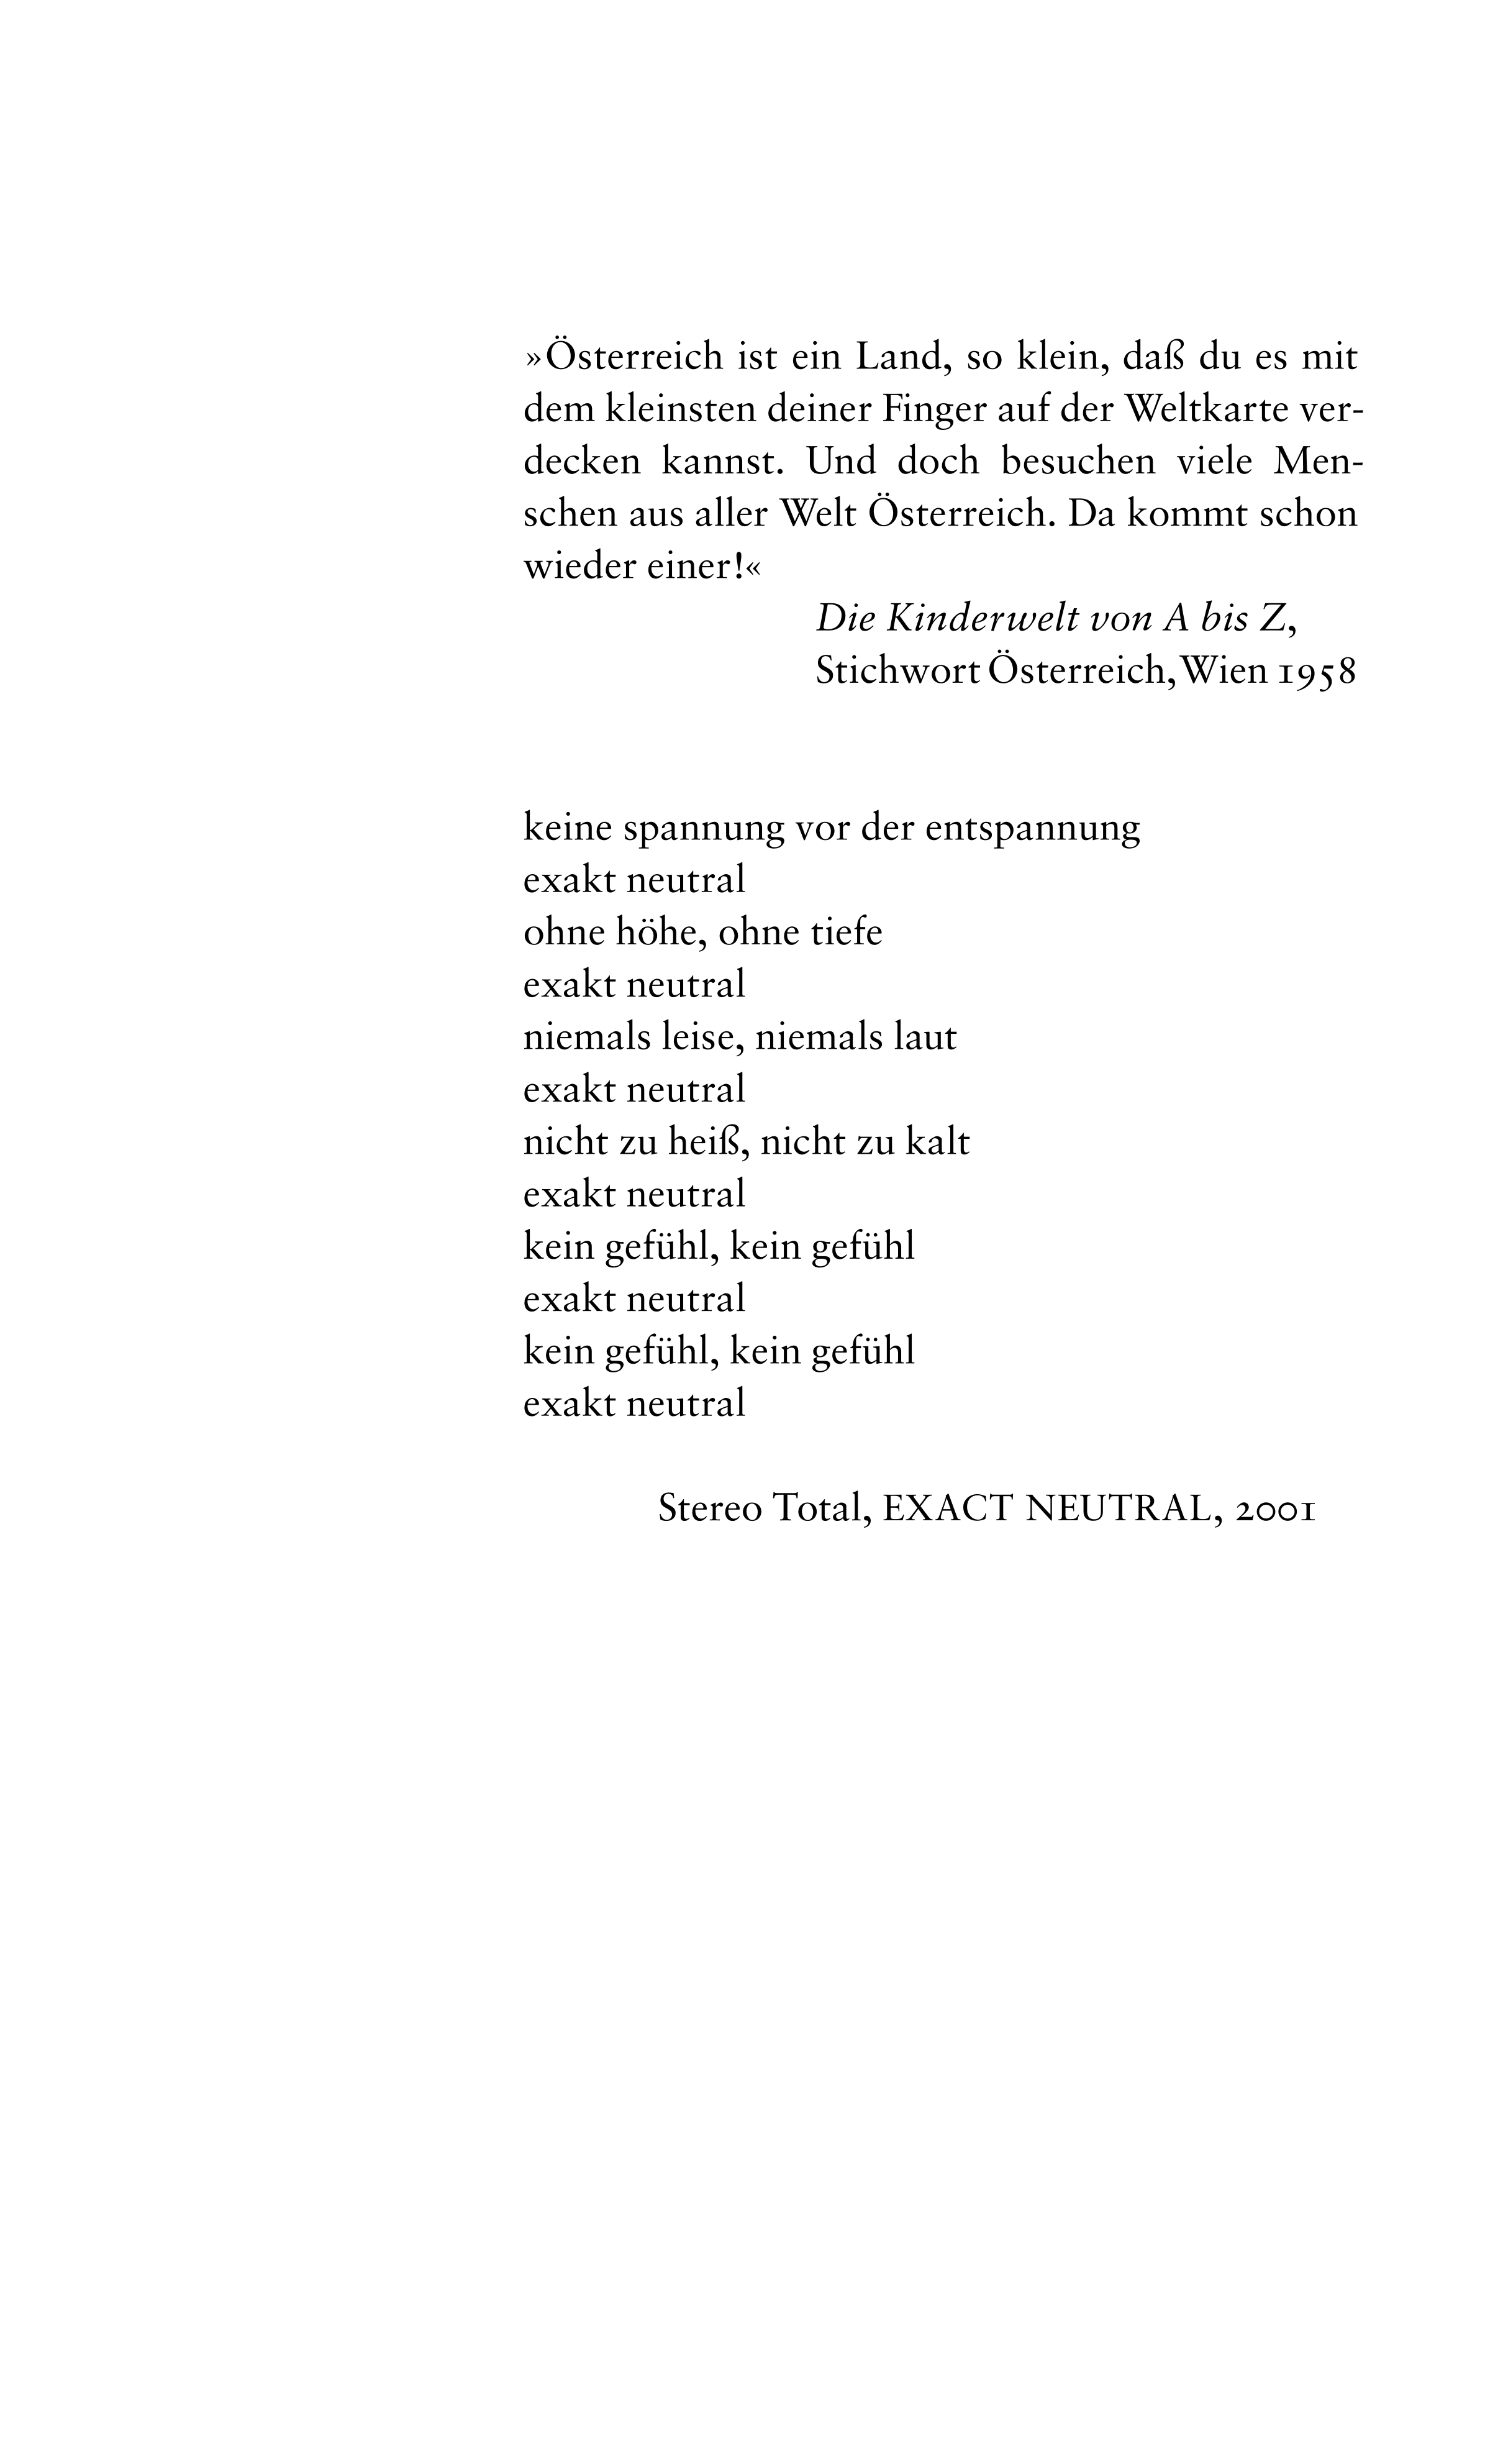 »Österreich ist ein Land, so klein, daß du es mit
dem kleinsten deiner Finger auf der Weltkarte ver-
decken kannst. Und doch besuchen viele Men-
schen aus aller Welt Österreich. Da kommt schon
wieder einer!«
Die Kinderwelt von A bis Z,
Stichwort Österreich, Wien 1958
keine spannung vor der entspannung
exakt neutral
ohne höhe, ohne tiefe
exakt neutral
niemals leise, niemals laut
exakt neutral
nicht zu heiß, nicht zu kalt
exakt neutral
kein gefühl, kein gefühl
exakt neutral
kein gefühl, kein gefühl
exakt neutral
Stereo Total, EXACT NEUTRAL, 2001